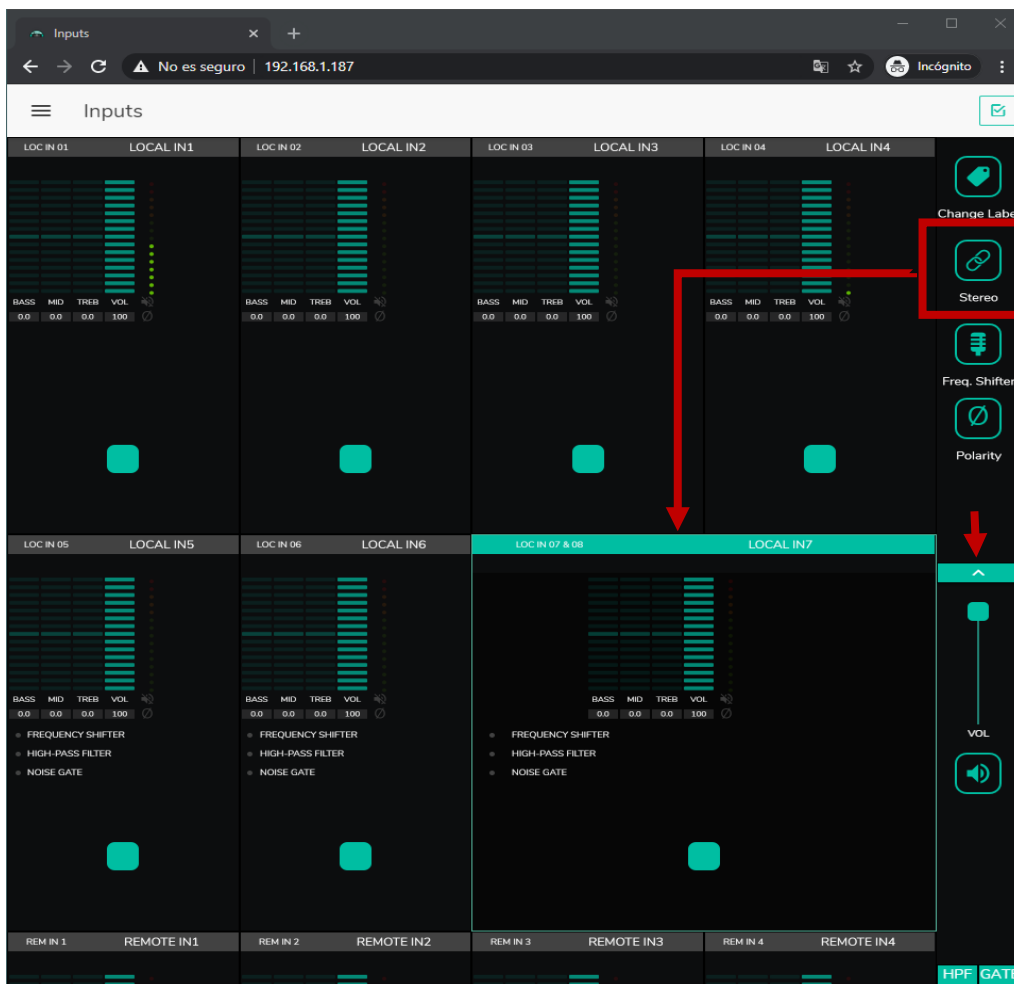 Inputs
No es seguro | 192.168.1.187
Incógnito
Inputs
LOC IN 01 LOCAL IN1
LOC IN 02 LOCAL IN2
LOC IN 03 LOCAL IN3
LOC IN 04 LOCAL IN4
BASS MID TREB VOL
0.0 0.0 0.0 100
BASS MID TREB VOL
0.0 0.0 0.0 100
BASS MID TREB VOL
0.0 0.0 0.0 100
BASS MID TREB VOL
0.0 0.0 0.0 100
Change Labe
Stereo
Freq. Shifter
Polarity
LOC IN 05 LOCAL IN5
LOC IN 06 LOCAL IN6
LOC IN 07 & 08 LOCAL IN7
BASS MID TREB VOL
0.0 0.0 0.0 100
FREQUENCY SHIFTER
HIGH-PASS FILTER
NOISE GATE
BASS MID TREB VOL
0.0 0.0 0.0 100
FREQUENCY SHIFTER
HIGH-PASS FILTER
NOISE GATE
BASS MID TREB VOL
0.0 0.0 0.0 100
FREQUENCY SHIFTER
HIGH-PASS FILTER
NOISE GATE
VOL
REM IN 1 REMOTE IN1
REM IN 2 REMOTE IN2
REM IN 3 REMOTE IN3
REM IN 4 REMOTE IN4
HPF GATE